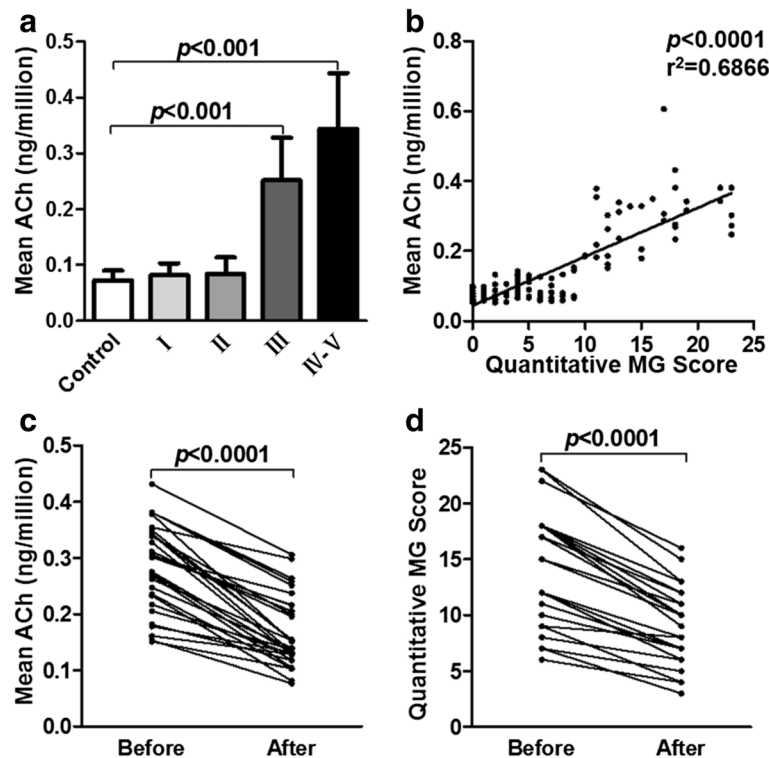 a
Mean ACh (ng/million)
0.5
0.4
0.3
0.2
0.1
0.0
p<0.001
p<0.001
Control
I
II
III
IV-V
b
Mean ACh (ng/million)
0.8
0.6
0.4
0.2
0.0
p<0.0001
r²=0.6866
0 5 10 15 20 25
Quantitative MG Score
c
Mean ACh (ng/million)
0.5
0.4
0.3
0.2
0.1
0.0
p<0.0001
Before After
d
Quantitative MG Score
25
20
15
10
5
0
p<0.0001
Before After